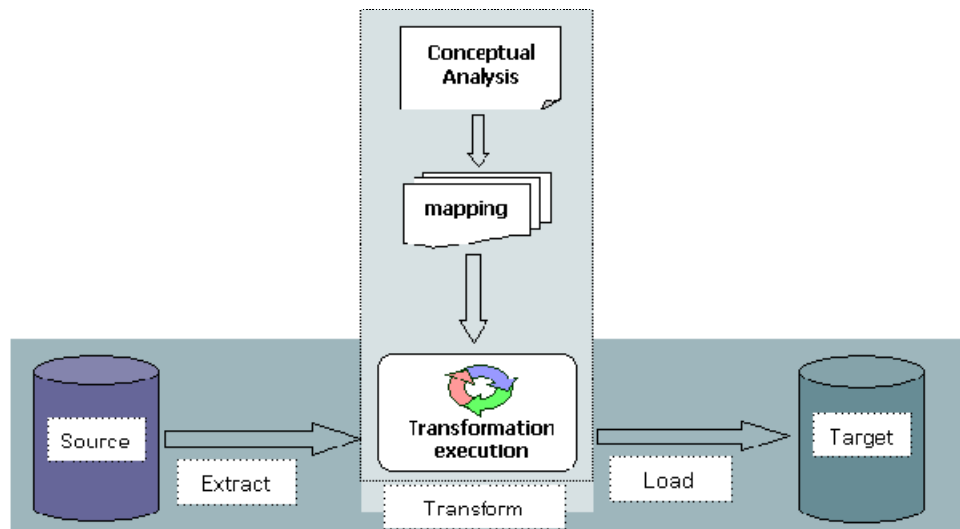 Conceptual
Analysis
mapping
Source
Extract
Transformation
execution
Transform
Load
Target